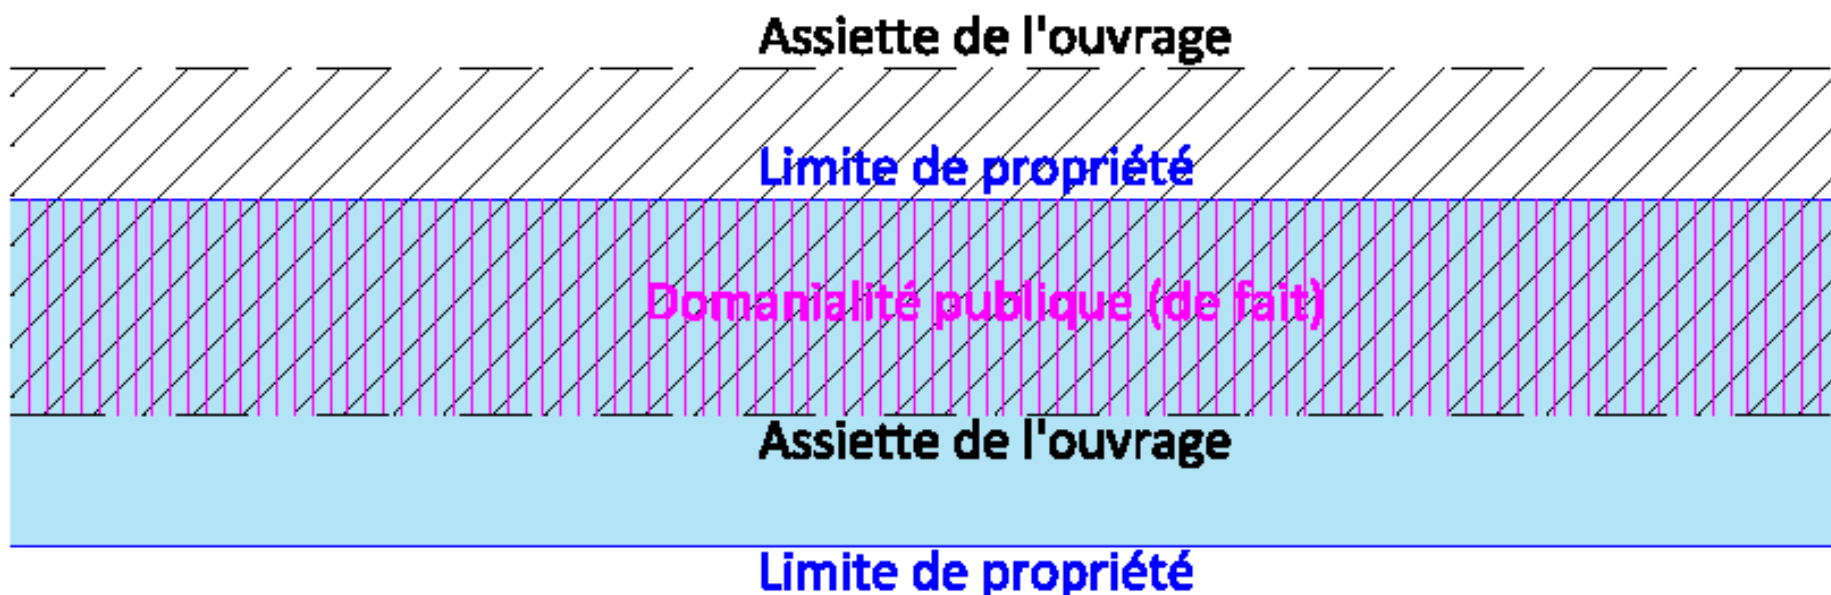 Assiette de l'ouvrage
Limite de propriété
Domanialité publique (de fait)
Assiette de l'ouvrage
Limite de propriété